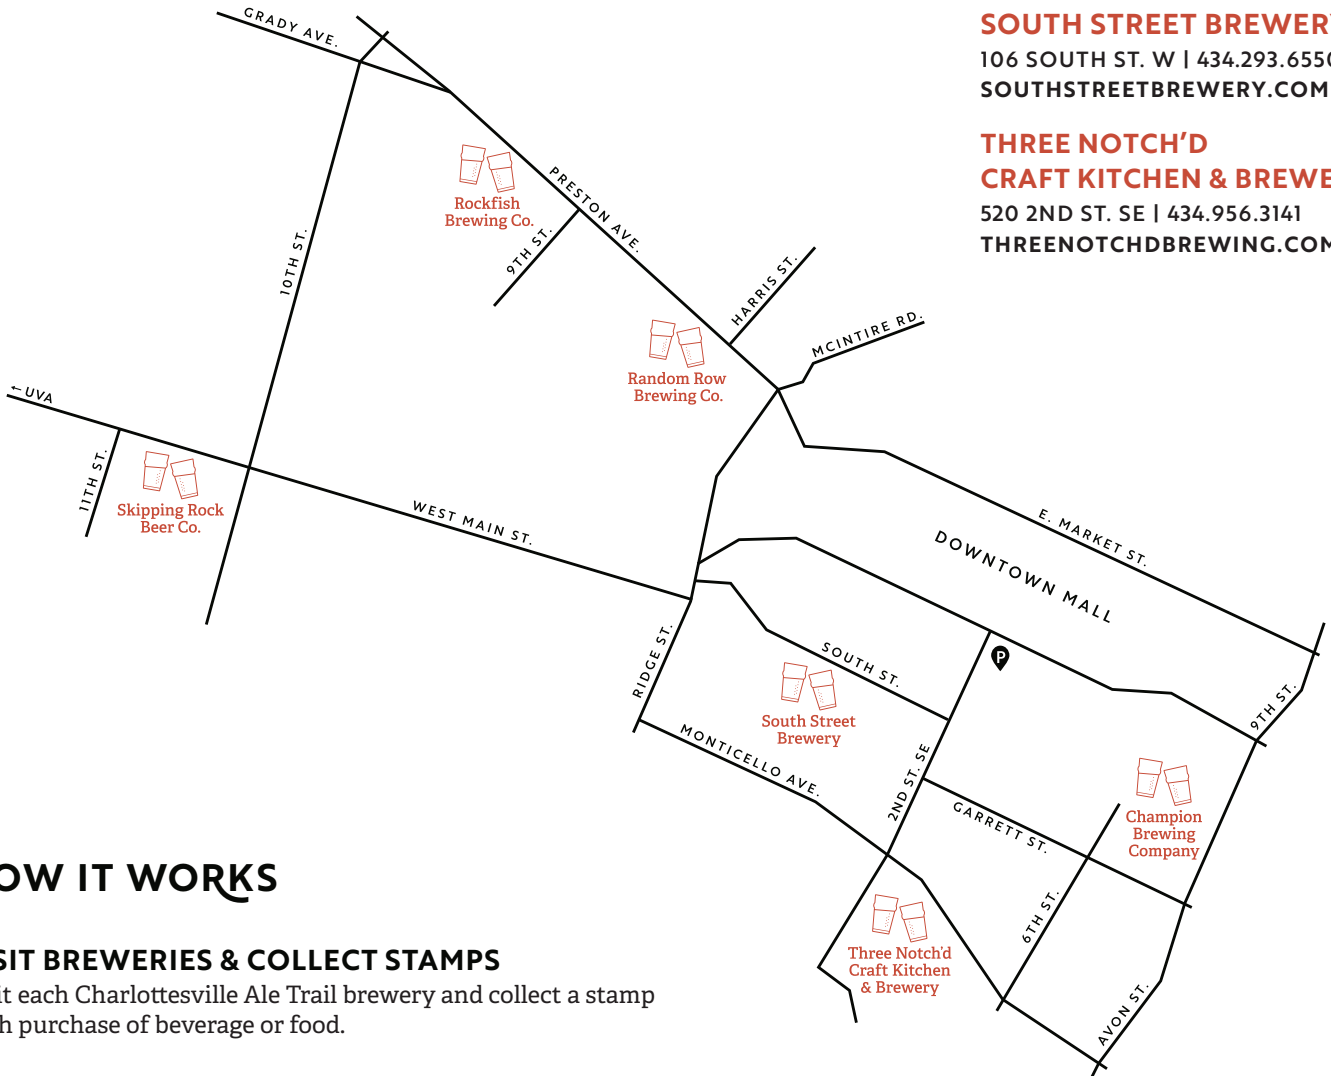 GRADY AVE.
SOUTH STREET BREWERY
106 SOUTH ST. W | 434.293.6550
SOUTHSTREETBREWERY.COM
THREE NOTCH'D
CRAFT KITCHEN & BREWE
520 2ND ST. SE | 434.956.3141
THREENOTCHDBREWING.COM
Rockfish
Brewing Co.
PRESTON AVE.
9TH ST.
10TH ST.
HARRIS ST.
MCINTIRE RD.
Random Row
Brewing Co.
←UVA
11TH ST.
Skipping Rock
Beer Co.
WEST MAIN ST.
E. MARKET ST.
DOWNTOWN MALL
RIDGE ST.
SOUTH ST.
P
South Street
Brewery
9TH ST.
MONTICELLO AVE.
2ND ST. SE
GARRETT ST.
Champion
Brewing
Company
6TH ST.
Three Notch'd
Craft Kitchen
& Brewery
AVON ST.
OW IT WORKS
SIT BREWERIES & COLLECT STAMPS
it each Charlottesville Ale Trail brewery and collect a stamp
h purchase of beverage or food.